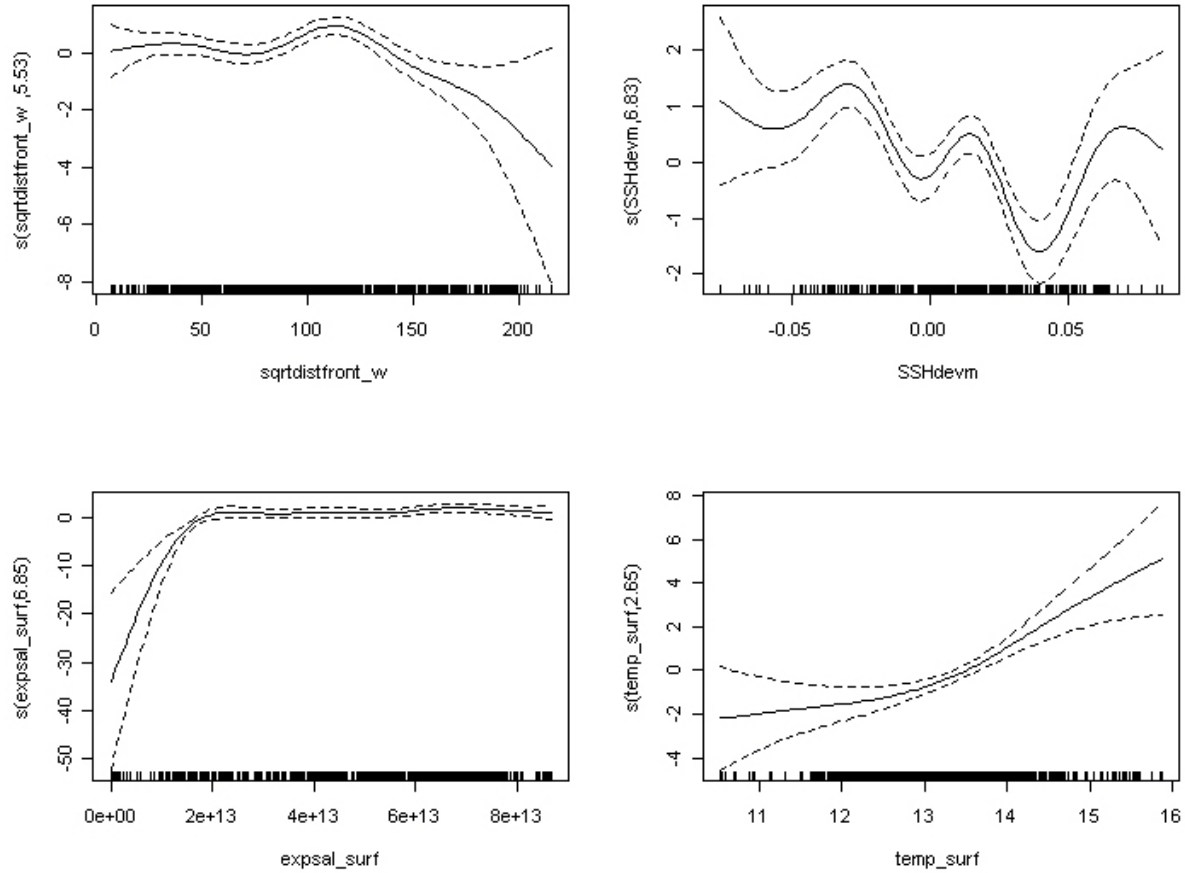 s(sqrtdistfront_w ,5.53)
0
-2
-4
-6
-8
0 50 100 150 200
sqrtdistfront_w
s(SSHdevm,6.83)
2
1
0
-1
-2
-0.05 0.00 0.05
SSHdevm
s(expsal_surf,6.85)
0
-10
-20
-30
-40
-50
0e+00 2e+13 4e+13 6e+13 8e+13
expsal_surf
s(temp_surf,2.65)
8
6
4
2
0
-2
-4
11 12 13 14 15 16
temp_surf